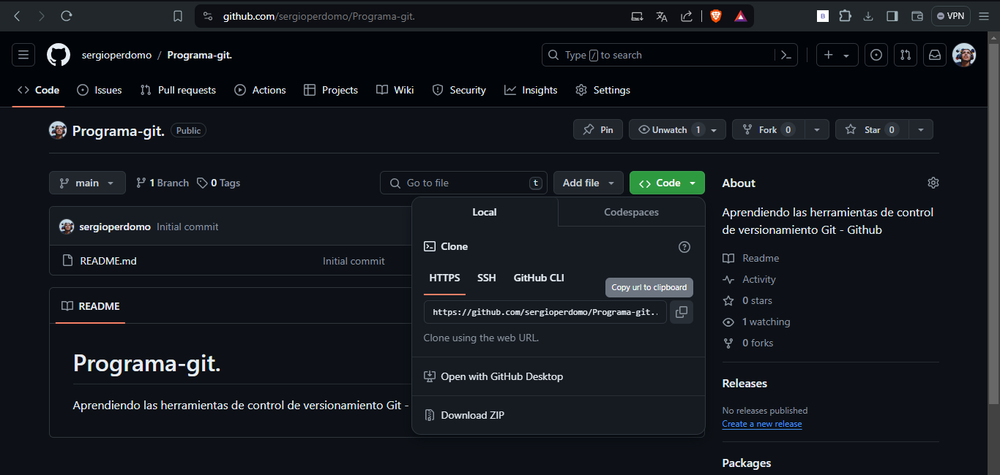 github.com/sergioperdomo/Programa-git.
VPN
sergioperdomo / Programa-git.
Type / to search
Code Issues Pull requests Actions Projects Wiki Security Insights Settings
Programa-git. Public
Pin Unwatch 1 Fork 0 Star 0
main 1 Branch 0 Tags
Go to file t Add file Code
sergioperdomo Initial commit
README.md Initial commit
README
Programa-git.
Aprendiendo las herramientas de control de versionamiento Git -
Local Codespaces
Clone
HTTPS SSH GitHub CLI
Copy url to clipboard
https://github.com/sergioperdomo/Programa-git..
Clone using the web URL.
Open with GitHub Desktop
Download ZIP
About
Aprendiendo las herramientas de control
de versionamiento Git - Github
Readme
Activity
0 stars
1 watching
0 forks
Releases
No releases published
Create a new release
Packages